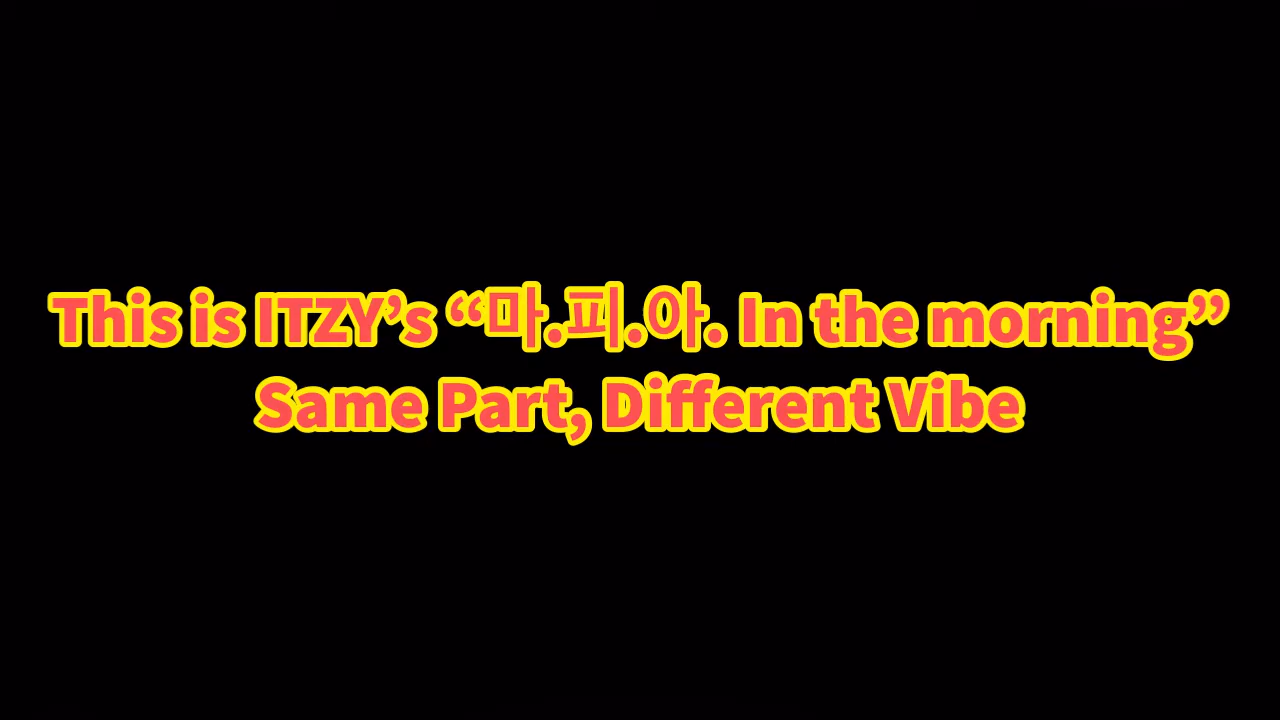 This is ITZY’s “마.피.아. In the morning”
Same Part, Different Vibe